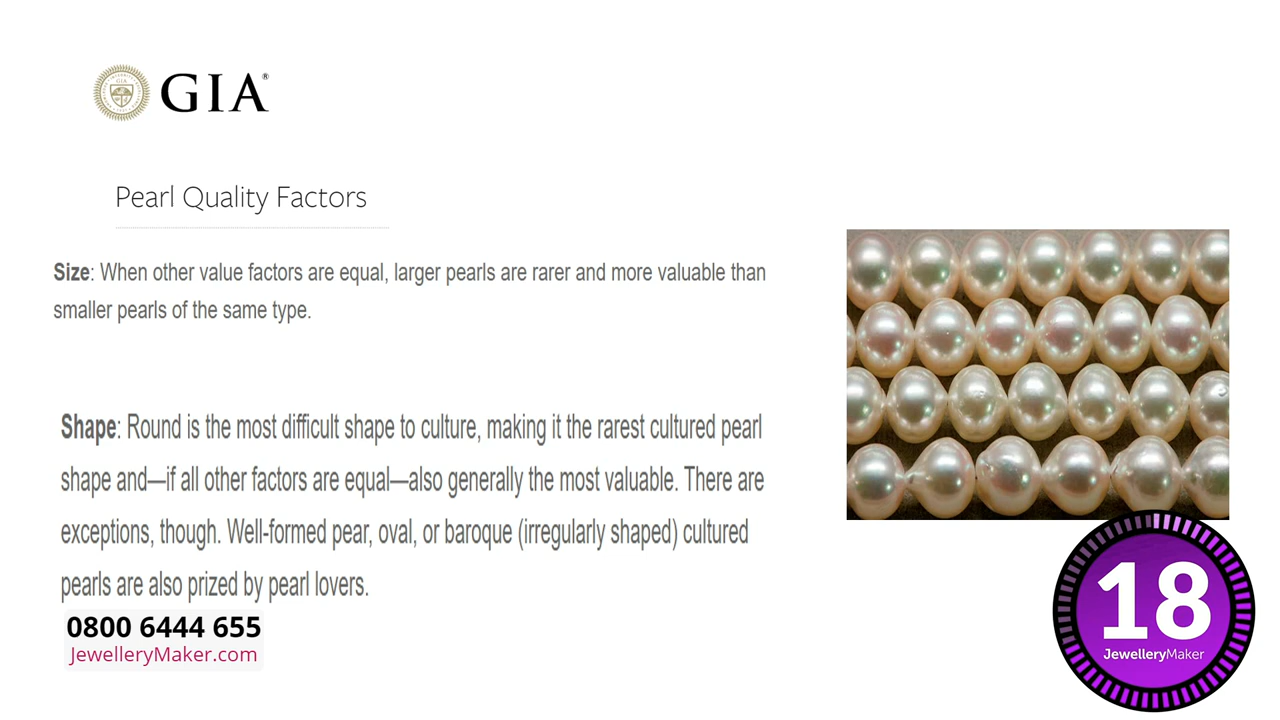 GIA®
Pearl Quality Factors
Size: When other value factors are equal, larger pearls are rarer and more valuable than
smaller pearls of the same type.
Shape: Round is the most difficult shape to culture, making it the rarest cultured pearl
shape and—if all other factors are equal—also generally the most valuable. There are
exceptions, though. Well-formed pear, oval, or baroque (irregularly shaped) cultured
pearls are also prized by pearl lovers.
0800 6444 655
JewelleryMaker.com
18
JewelleryMaker